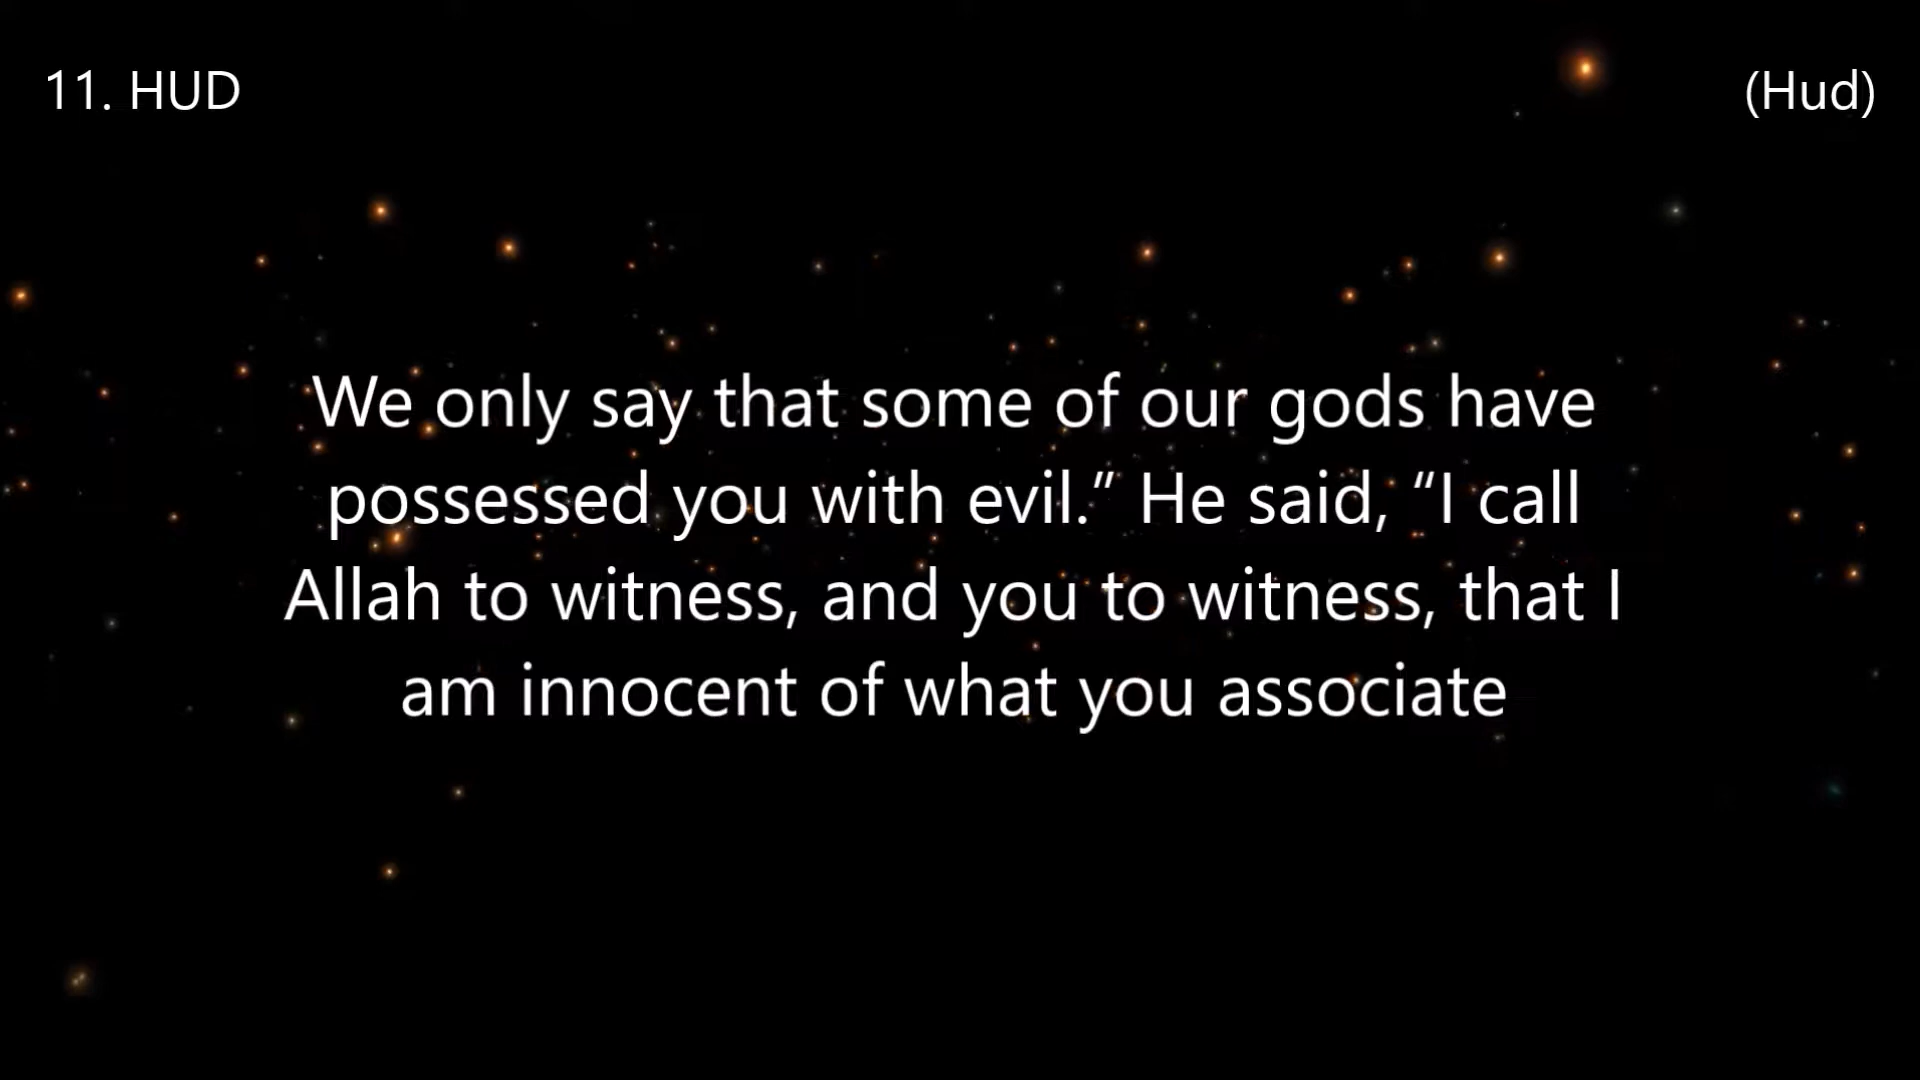 11. HUD
(Hud)
We only say that some of our gods have
possessed you with evil.” He said, “I call
Allah to witness, and you to witness, that I
am innocent of what you associate